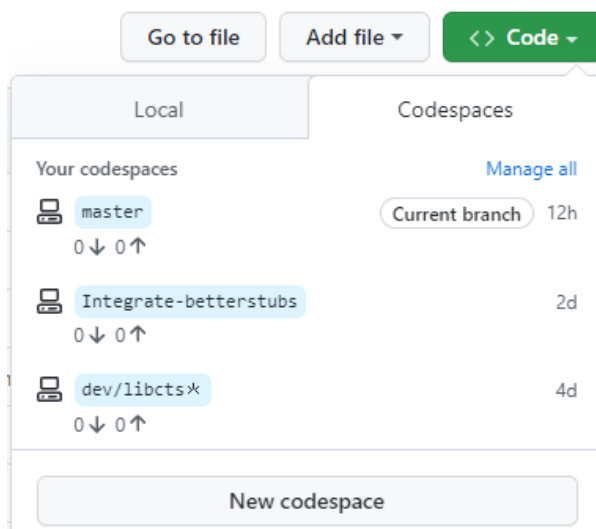 Go to file Add file <> Code
Local Codespaces
Your codespaces Manage all
master Current branch 12h
0↓ 0↑
Integrate-betterstubs 2d
0↓ 0↑
dev/libcts* 4d
0↓ 0↑
New codespace